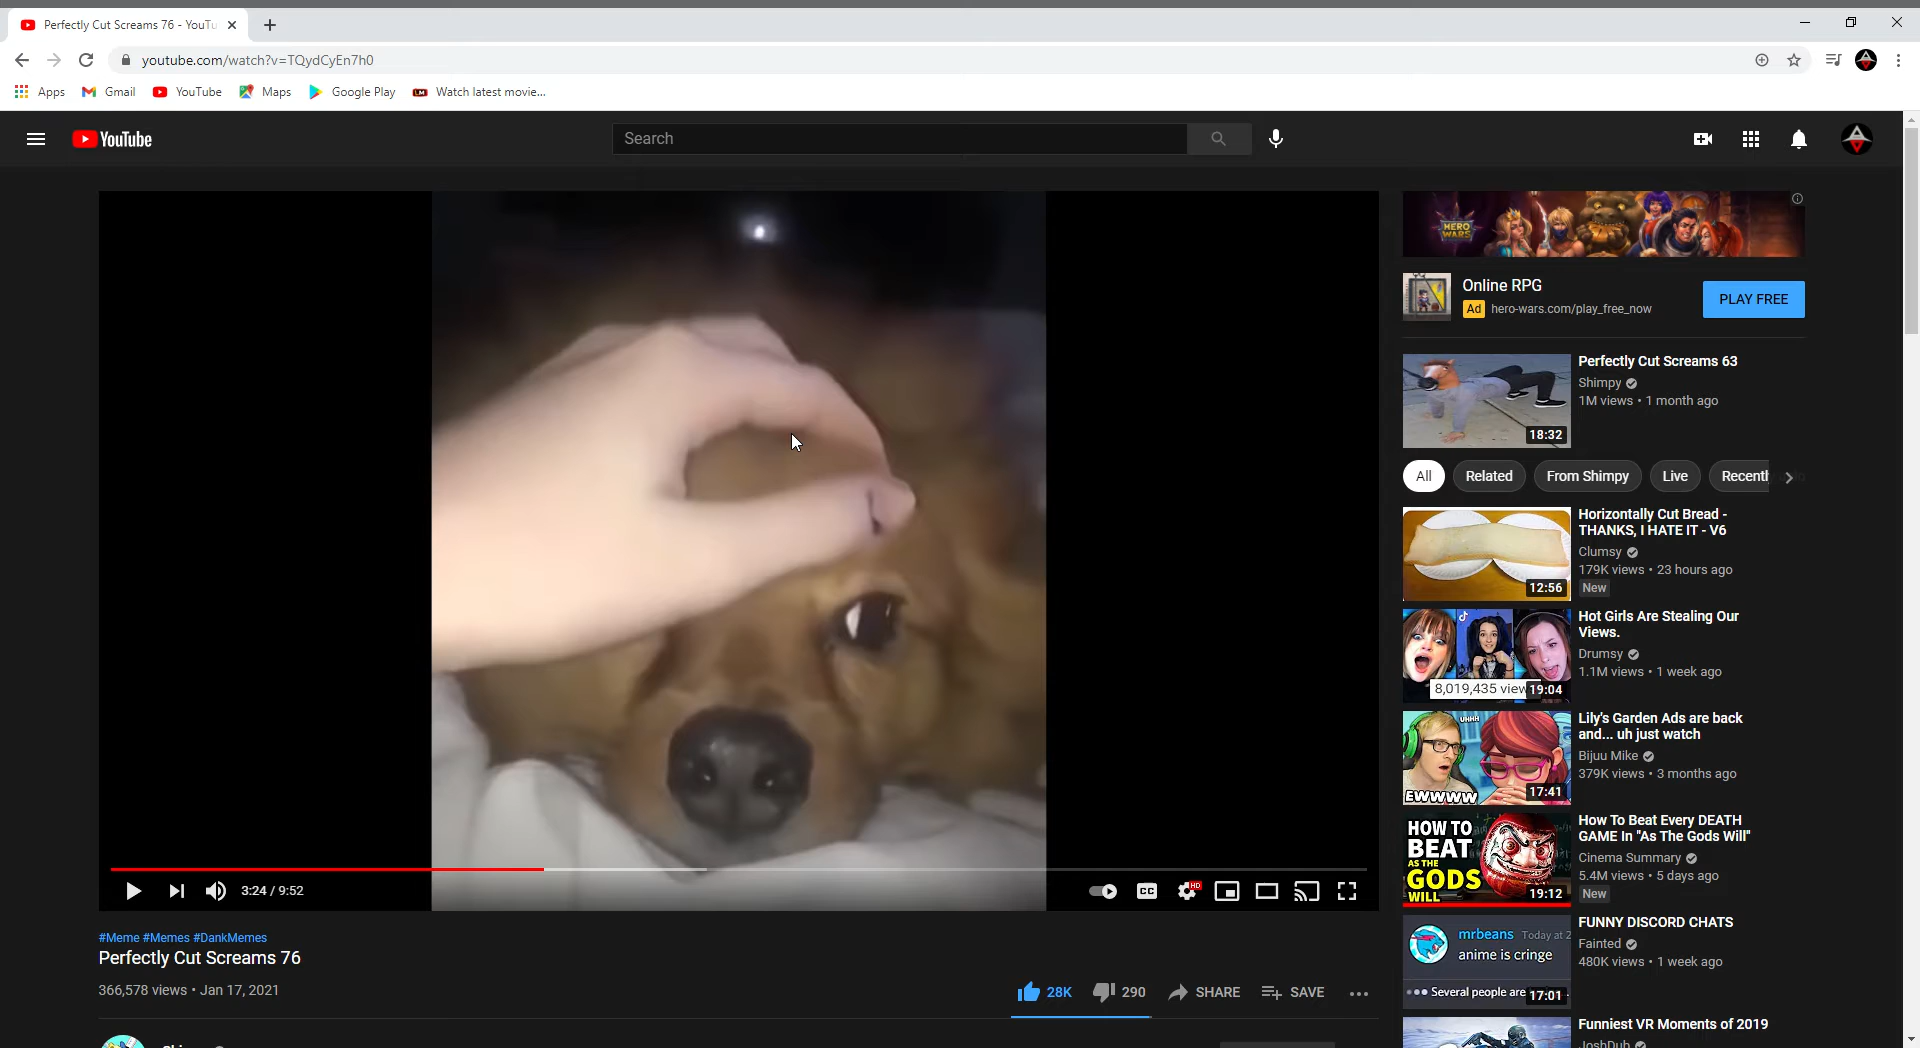 Perfectly Cut Screams 76 - YouTu
youtube.com/watch?v=TQydCyEn7h0
Apps Gmail YouTube Maps Google Play Watch latest movie...
YouTube
Search
HERO WARS
Online RPG
Ad hero-wars.com/play_free_now
PLAY FREE
Perfectly Cut Screams 63
Shimpy
1M views • 1 month ago
18:32
All Related From Shimpy Live Recentl
Horizontally Cut Bread -
THANKS, I HATE IT - V6
Clumsy
179K views • 23 hours ago
New
12:56
Hot Girls Are Stealing Our
Views.
Drumsy
1.1M views • 1 week ago
8,019,435 view
19:04
Lily's Garden Ads are back
and... uh just watch
Bijuu Mike
379K views • 3 months ago
UHHH
EWWWW
17:41
How To Beat Every DEATH
GAME In "As The Gods Will"
Cinema Summary
5.4M views • 5 days ago
New
HOW TO
BEAT
AS THE
GODS
WILL
19:12
FUNNY DISCORD CHATS
Fainted
480K views • 1 week ago
mrbeans Today at 2
anime is cringe
Several people are
17:01
Funniest VR Moments of 2019
JoshDub
3:24 / 9:52
CC
HD
#Meme #Memes #DankMemes
Perfectly Cut Screams 76
366,578 views • Jan 17, 2021
28K 290 SHARE SAVE